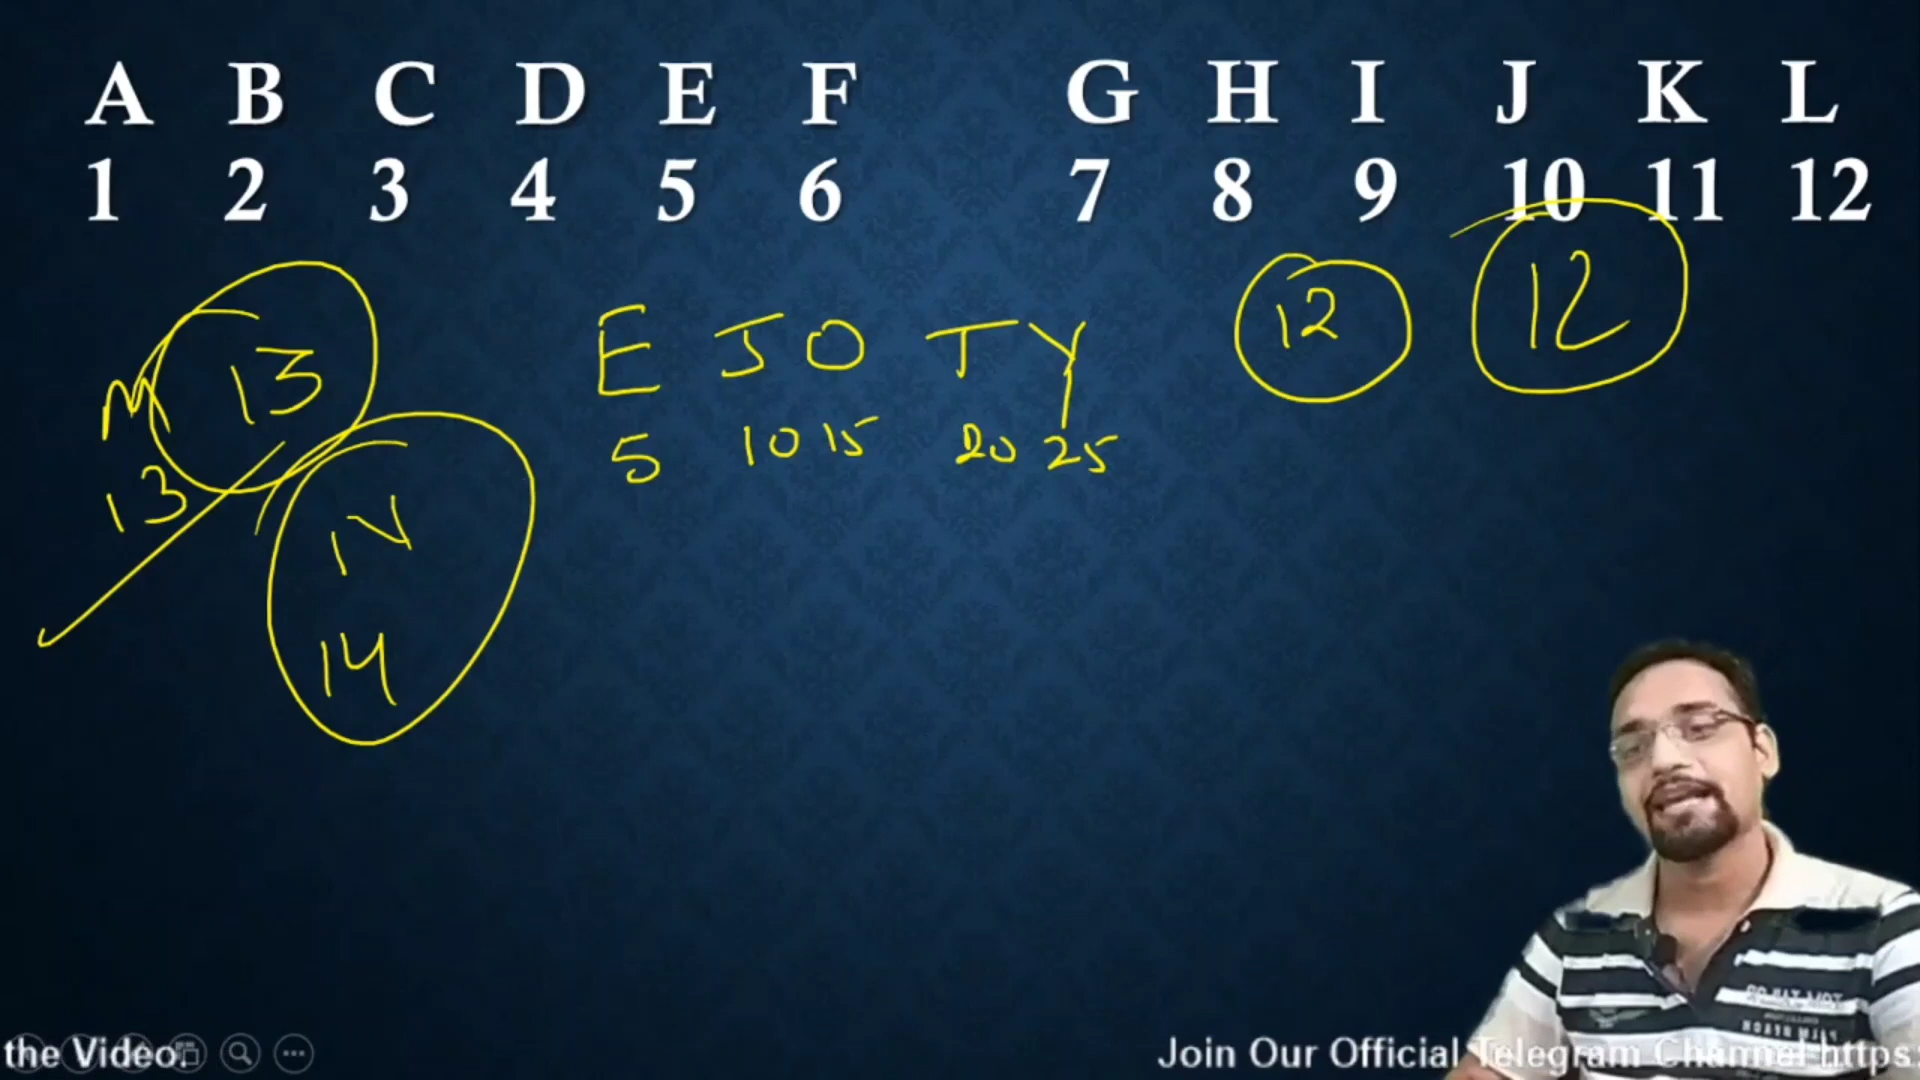 A B C D E F G H I J K L
1 2 3 4 5 6 7 8 9 10 11 12
M 13 E J O T Y 12 12
13 5 10 15 20 25
14
the Video.
Join Our Official Telegram Channel https: